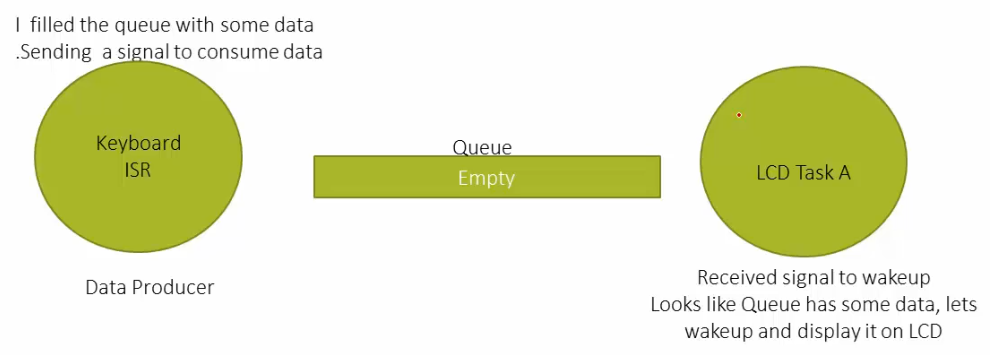 I filled the queue with some data
.Sending a signal to consume data
Keyboard
ISR
Queue
Empty
LCD Task A
Data Producer
Received signal to wakeup
Looks like Queue has some data, lets
wakeup and display it on LCD